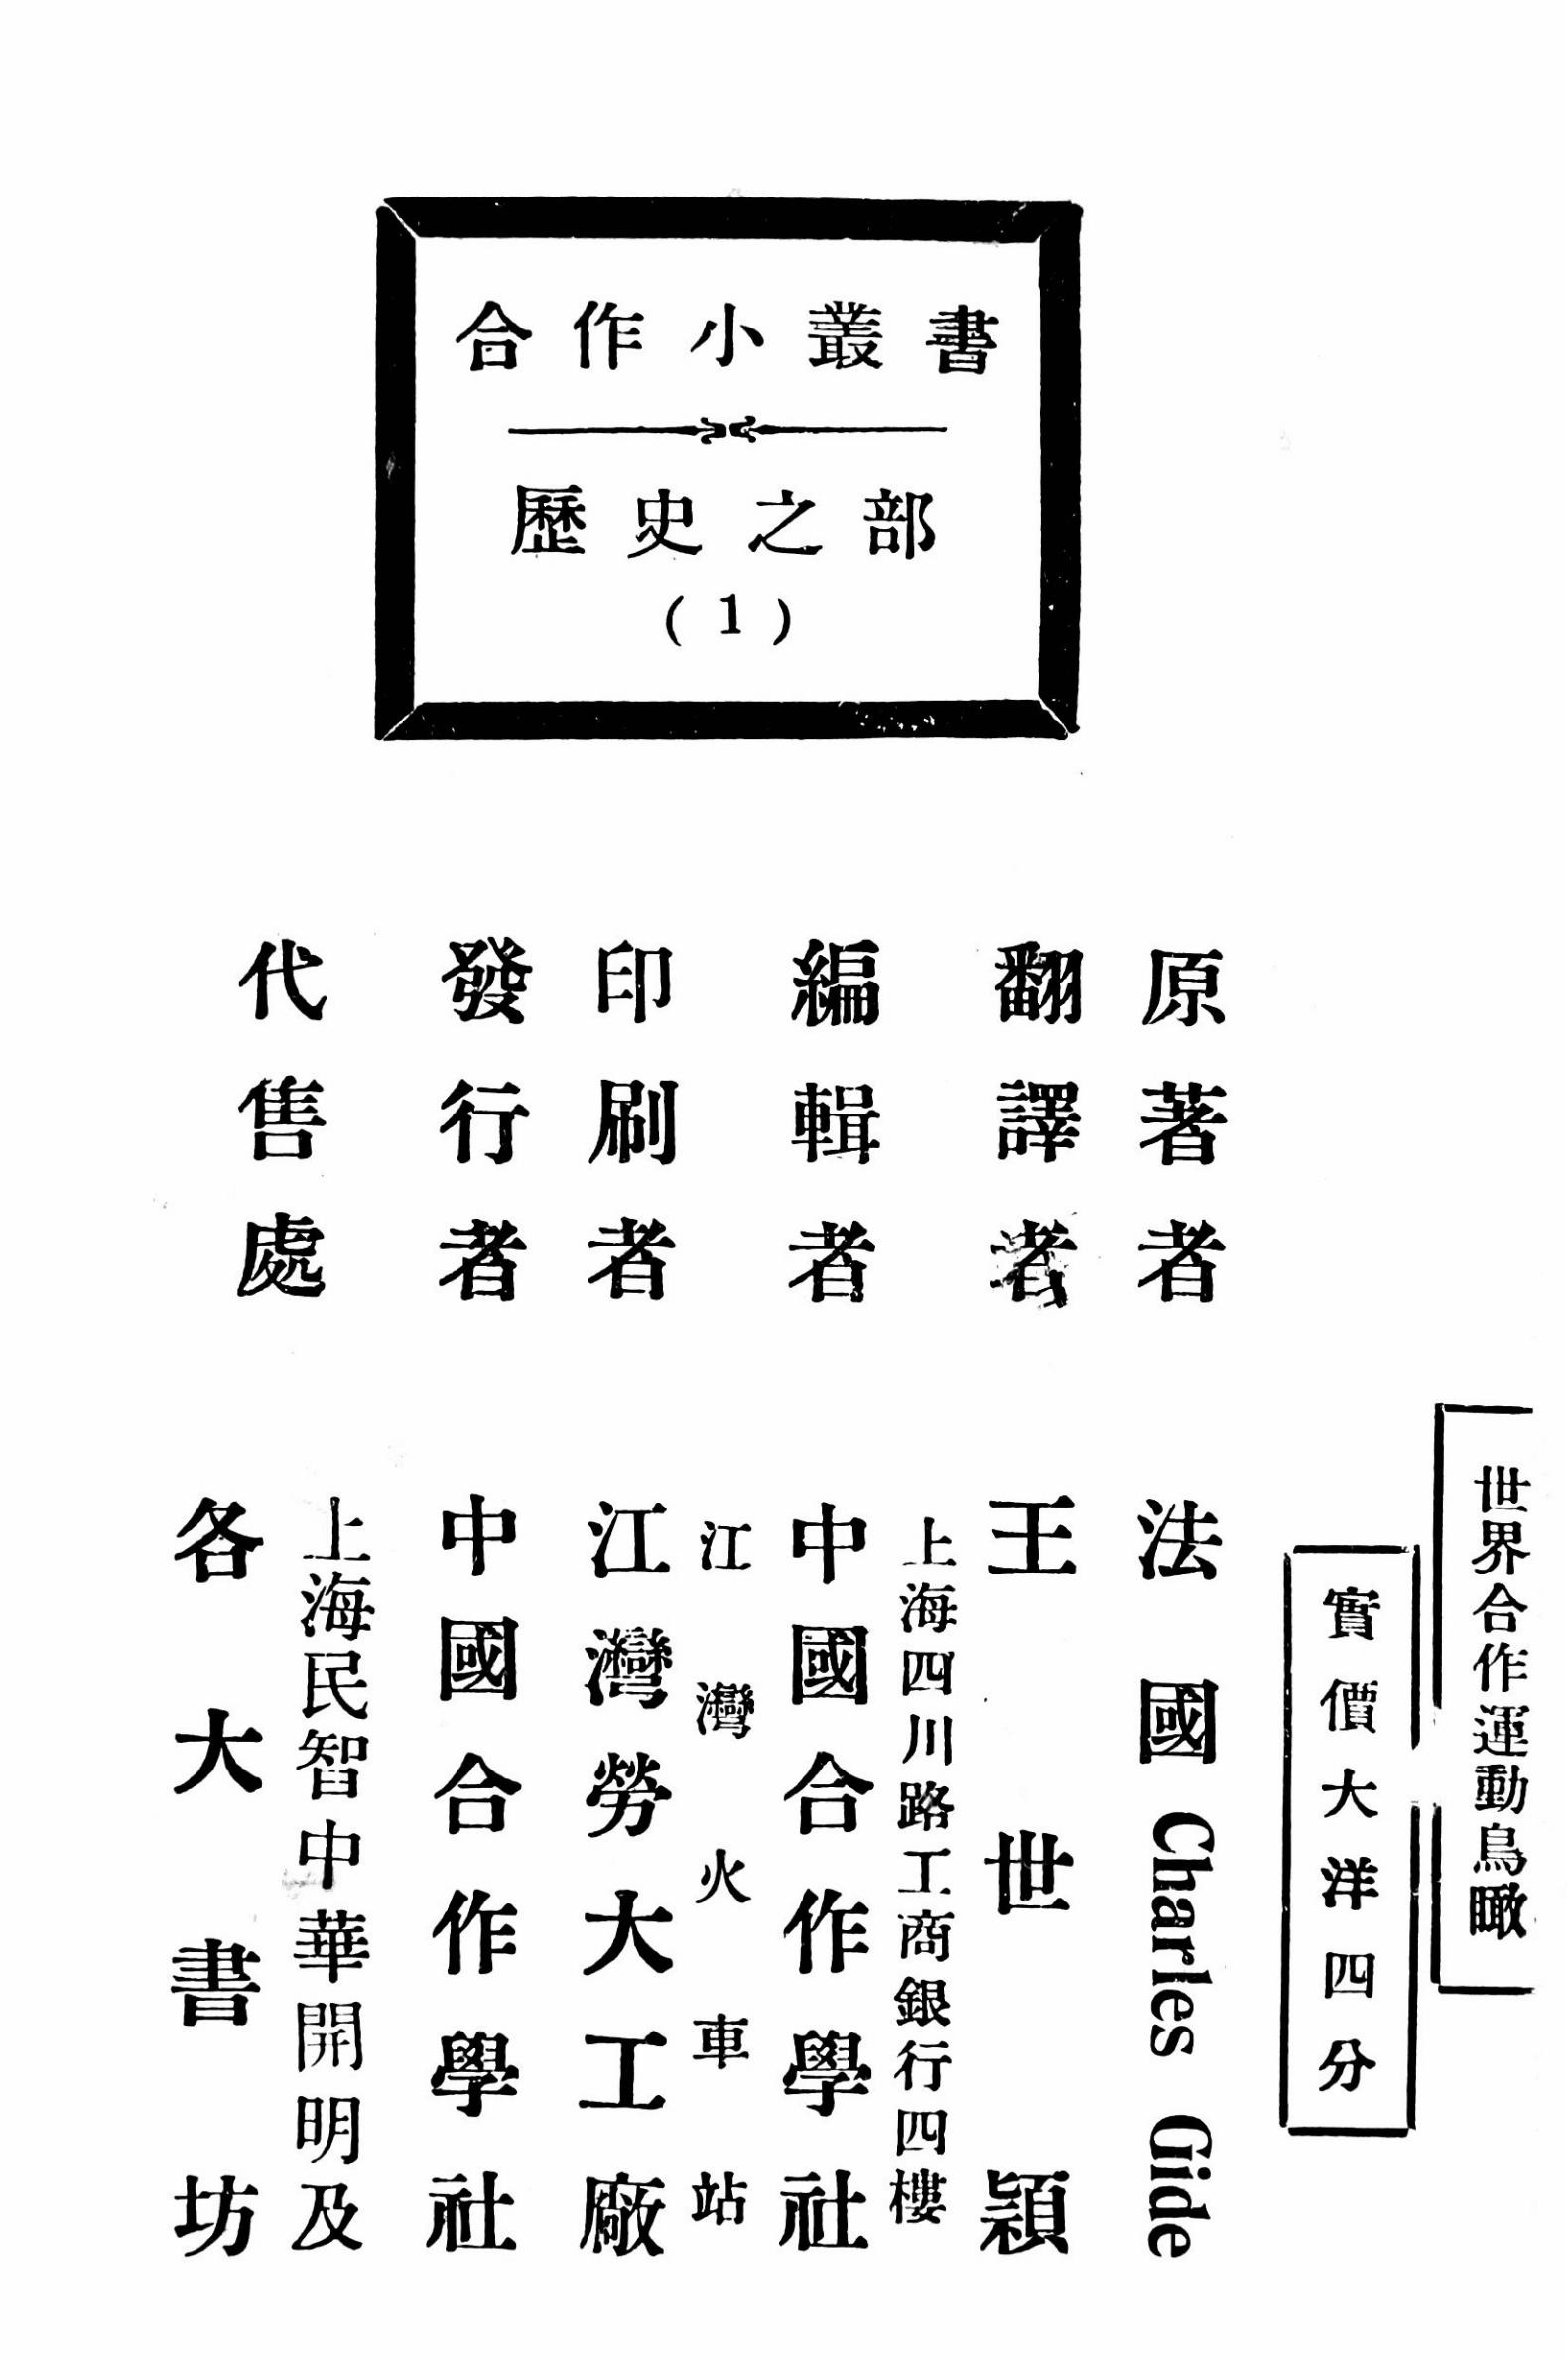 合作小叢書
歷史之部
(1)
世界合作運動鳥瞰
實價大洋四分
原著者 法國 Charles Gide
翻譯者 王世穎
編輯者 上海四川路工商銀行四樓
中國合作學社
印刷者 江灣火車站
江灣勞大工廠
發行者 中國合作學社
代售處 上海民智中華開明及
各大書坊